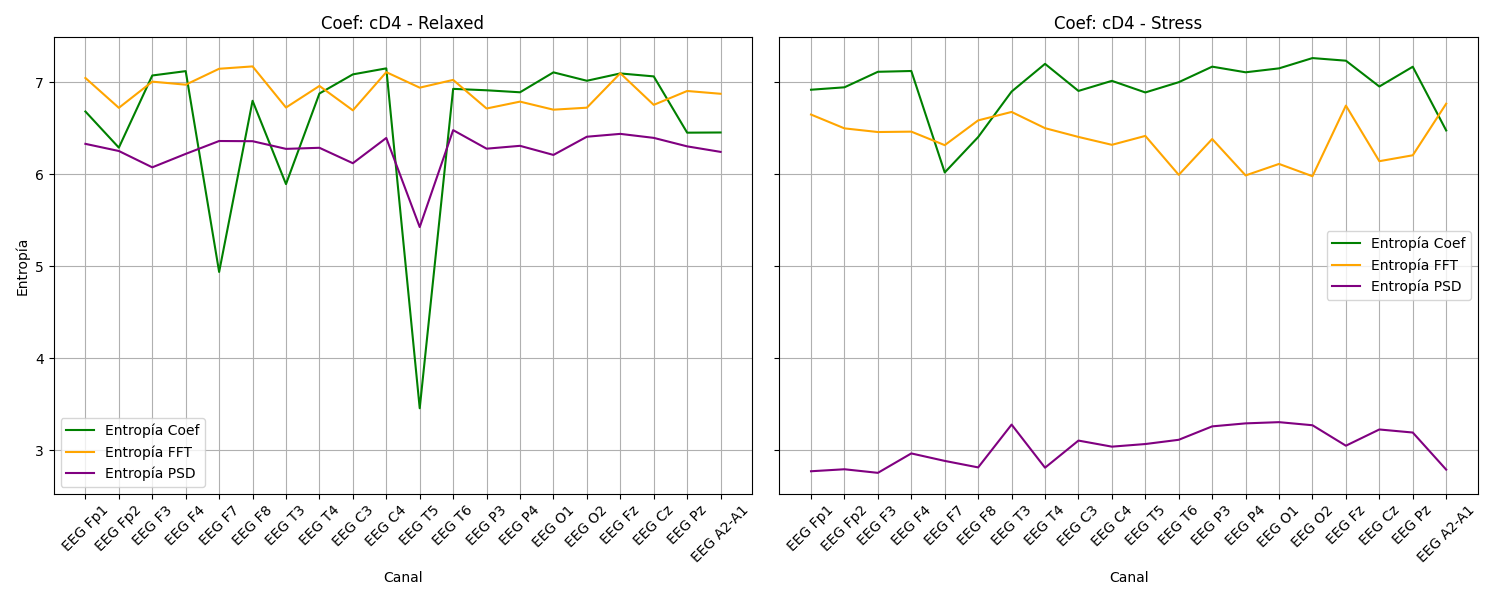 Coef: cD4 - Relaxed
Entropía
7
6
5
4
3
Entropía Coef
Entropía FFT
Entropía PSD
EEG Fp1
EEG Fp2
EEG F3
EEG F4
EEG F7
EEG F8
EEG T3
EEG T4
EEG C3
EEG C4
EEG T5
EEG T6
EEG P3
EEG P4
EEG O1
EEG O2
EEG Fz
EEG Cz
EEG Pz
EEG A2-A1
Canal
Coef: cD4 - Stress
Entropía Coef
Entropía FFT
Entropía PSD
EEG Fp1
EEG Fp2
EEG F3
EEG F4
EEG F7
EEG F8
EEG T3
EEG T4
EEG C3
EEG C4
EEG T5
EEG T6
EEG P3
EEG P4
EEG O1
EEG O2
EEG Fz
EEG Cz
EEG Pz
EEG A2-A1
Canal